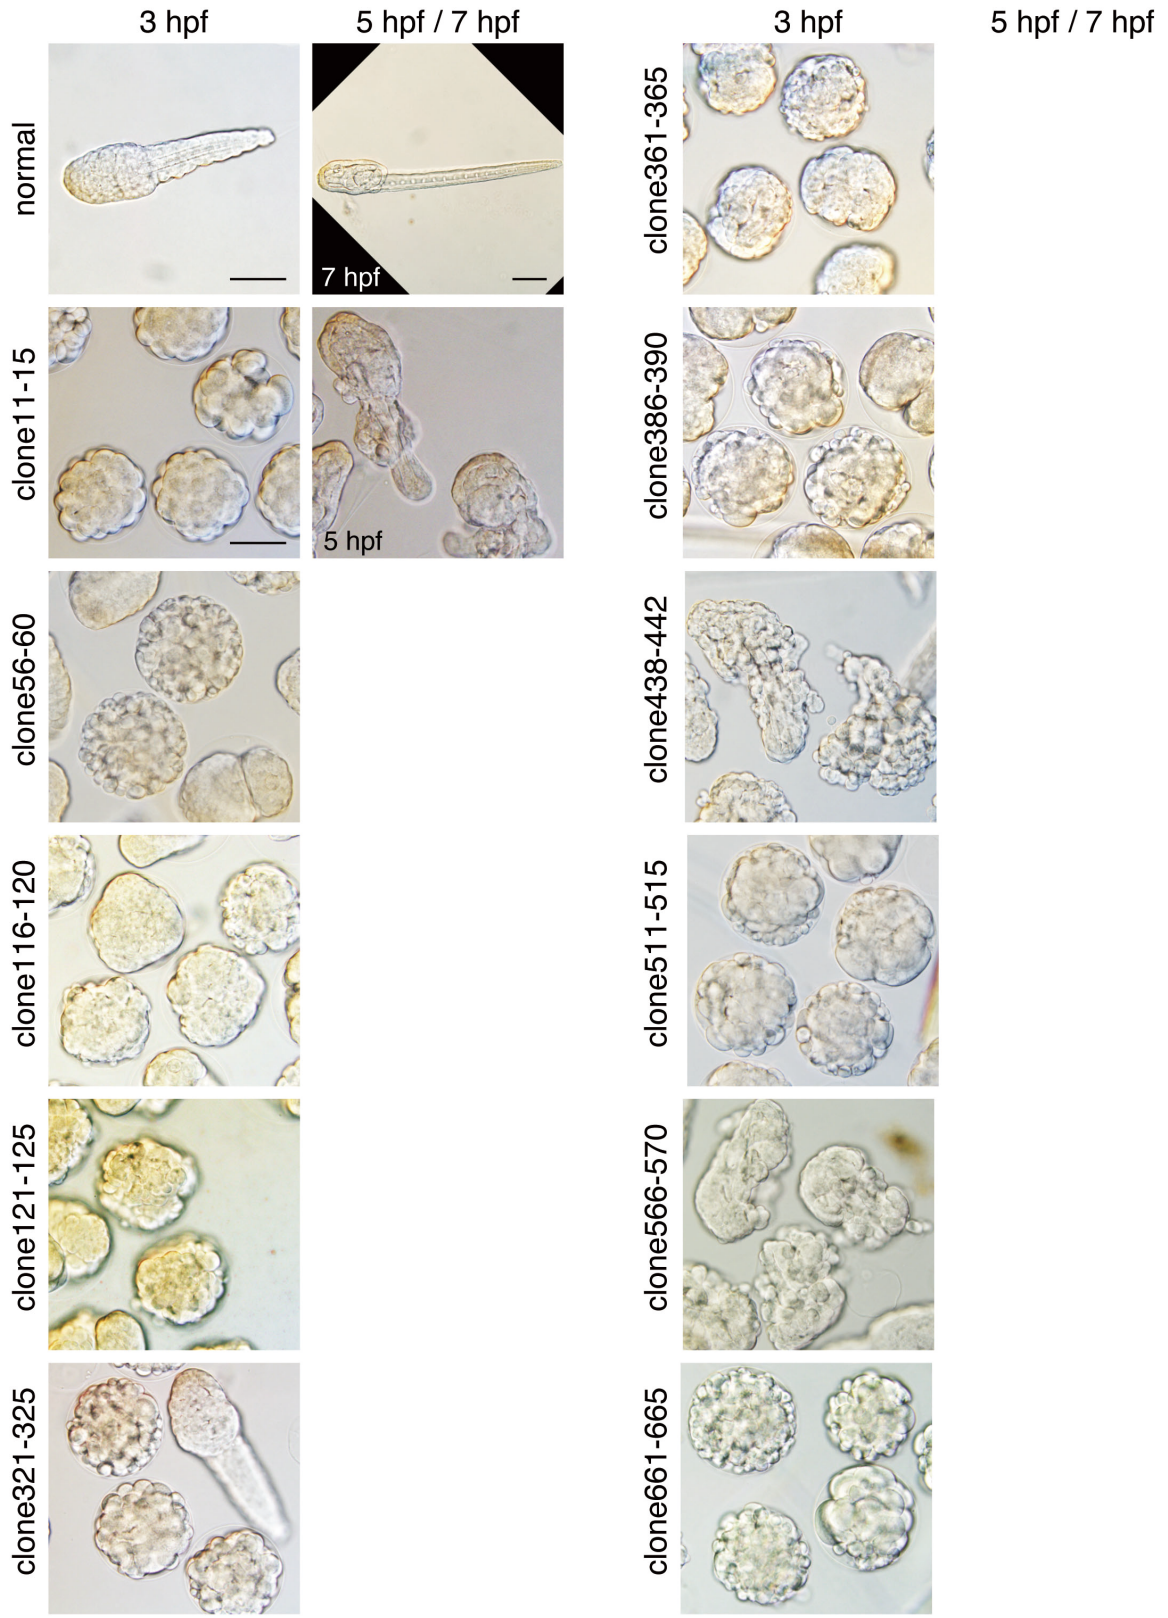 3 hpf
5 hpf / 7 hpf
3 hpf
5 hpf / 7 hpf
normal
7 hpf
clone361-365
clone11-15
5 hpf
clone386-390
clone56-60
clone438-442
clone116-120
clone511-515
clone121-125
clone566-570
clone321-325
clone661-665